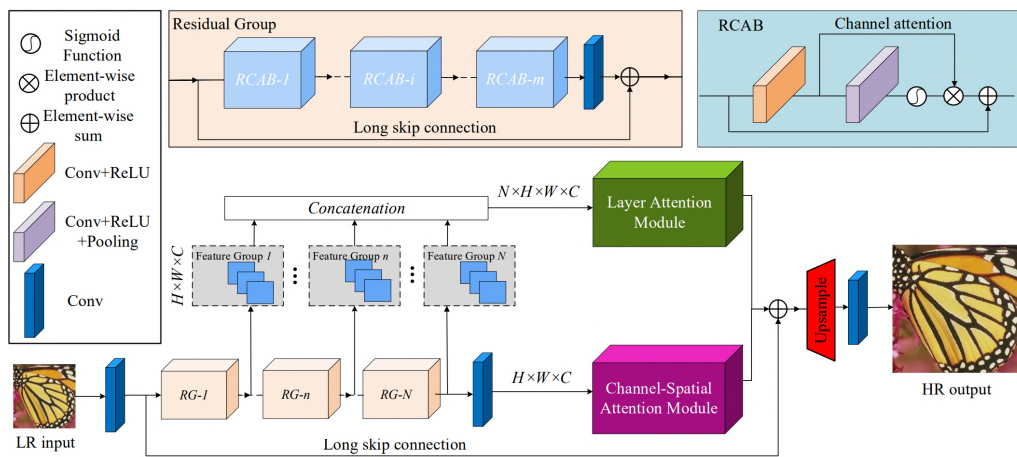 Sigmoid
Function
Element-wise
product
Element-wise
sum
Conv+ReLU
Conv+ReLU
+Pooling
Conv
Residual Group
RCAB-1
RCAB-i
RCAB-m
Long skip connection
RCAB
Channel attention
H×W×C
Concatenation
N×H×W×C
Layer Attention
Module
Feature Group 1
Feature Group n
Feature Group N
LR input
RG-1
RG-n
RG-N
H×W×C
Channel-Spatial
Attention Module
Long skip connection
Upsample
HR output